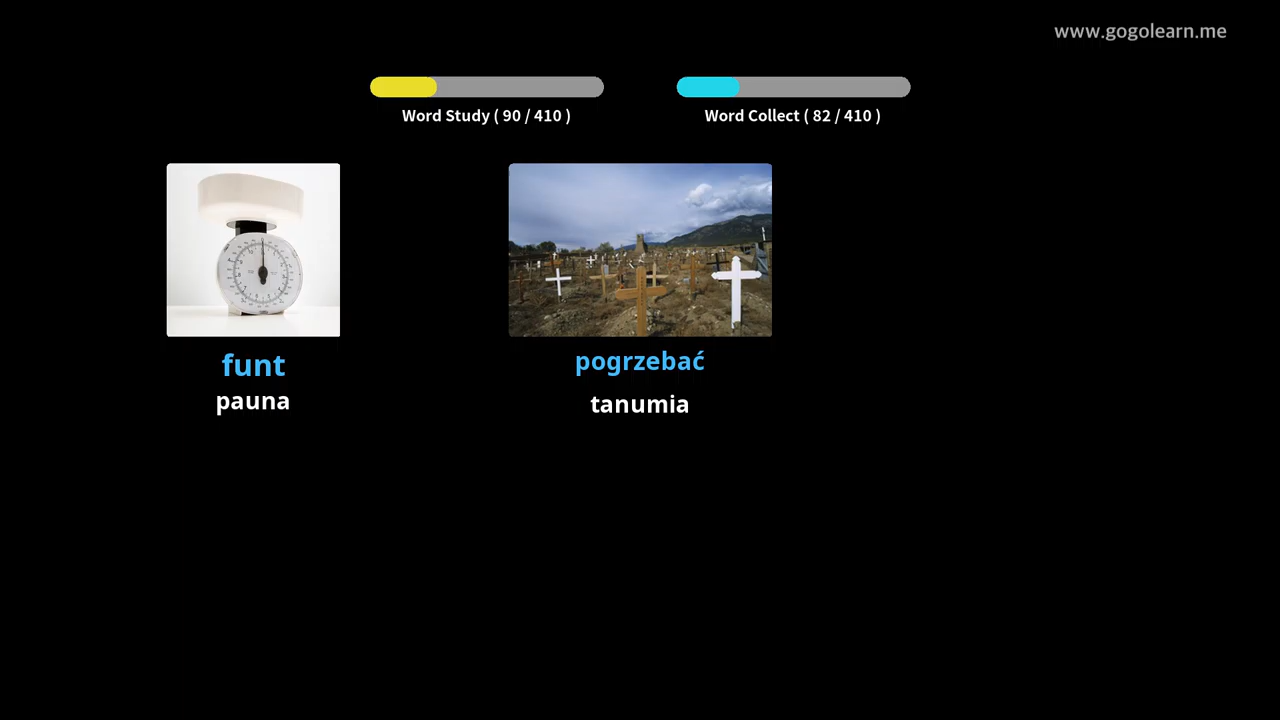 www.gogolearn.me
Word Study ( 90 / 410 )
Word Collect ( 82 / 410 )
funt
pauna
pogrzebać
tanumia